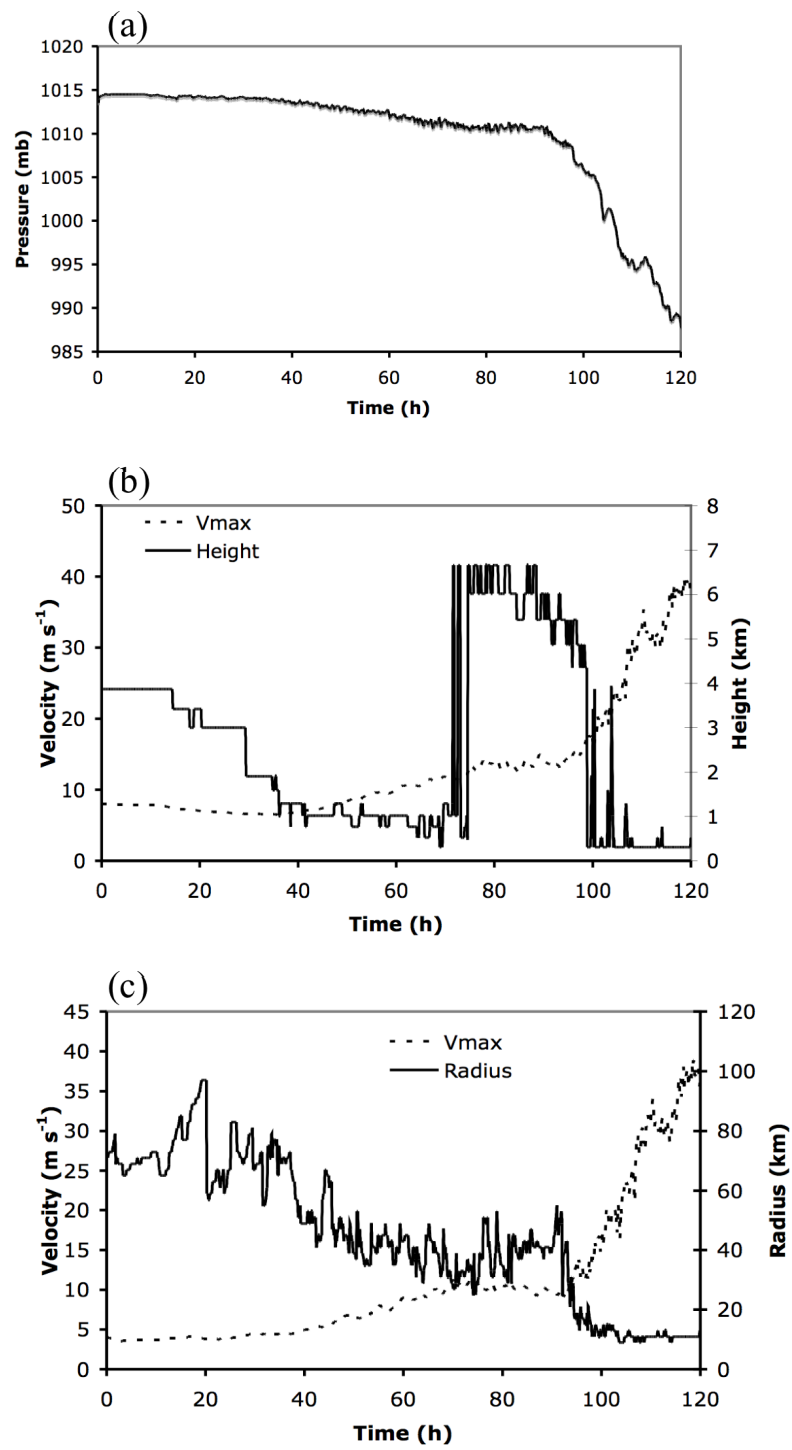 (a)
1020
1015
1010
1005
1000
995
990
985
Pressure (mb)
0 20 40 60 80 100 120
Time (h)
(b)
Vmax
Height
50
40
30
20
10
0
Velocity (m s⁻¹)
8
7
6
5
4
3
2
1
0
Height (km)
0 20 40 60 80 100 120
Time (h)
(c)
Vmax
Radius
45
40
35
30
25
20
15
10
5
0
Velocity (m s⁻¹)
120
100
80
60
40
20
0
Radius (km)
0 20 40 60 80 100 120
Time (h)